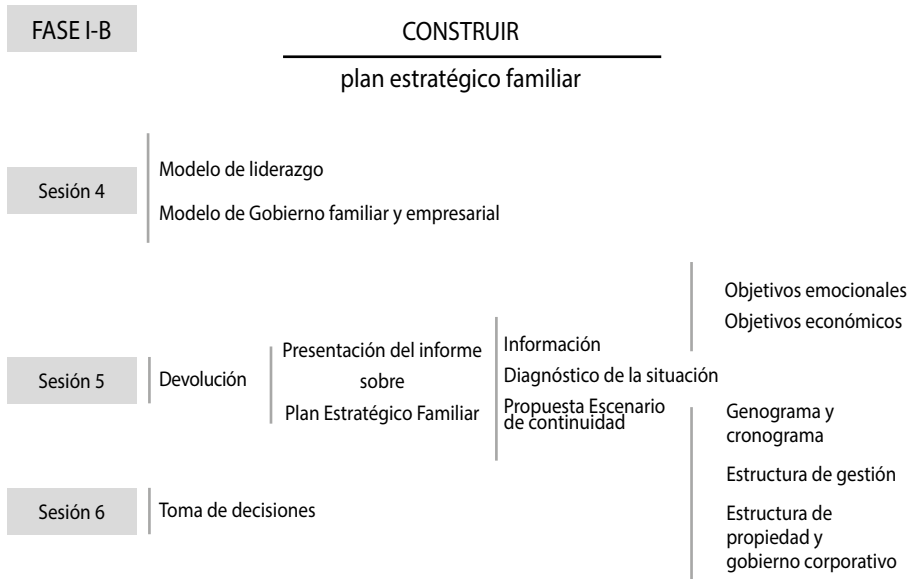 FASE I-B
CONSTRUIR
plan estratégico familiar
Sesión 4
Modelo de liderazgo
Modelo de Gobierno familiar y empresarial
Sesión 5
Devolución
Presentación del informe
sobre
Plan Estratégico Familiar
Información
Diagnóstico de la situación
Propuesta Escenario
de continuidad
Objetivos emocionales
Objetivos económicos
Genograma y
cronograma
Estructura de gestión
Estructura de
propiedad y
gobierno corporativo
Sesión 6
Toma de decisiones